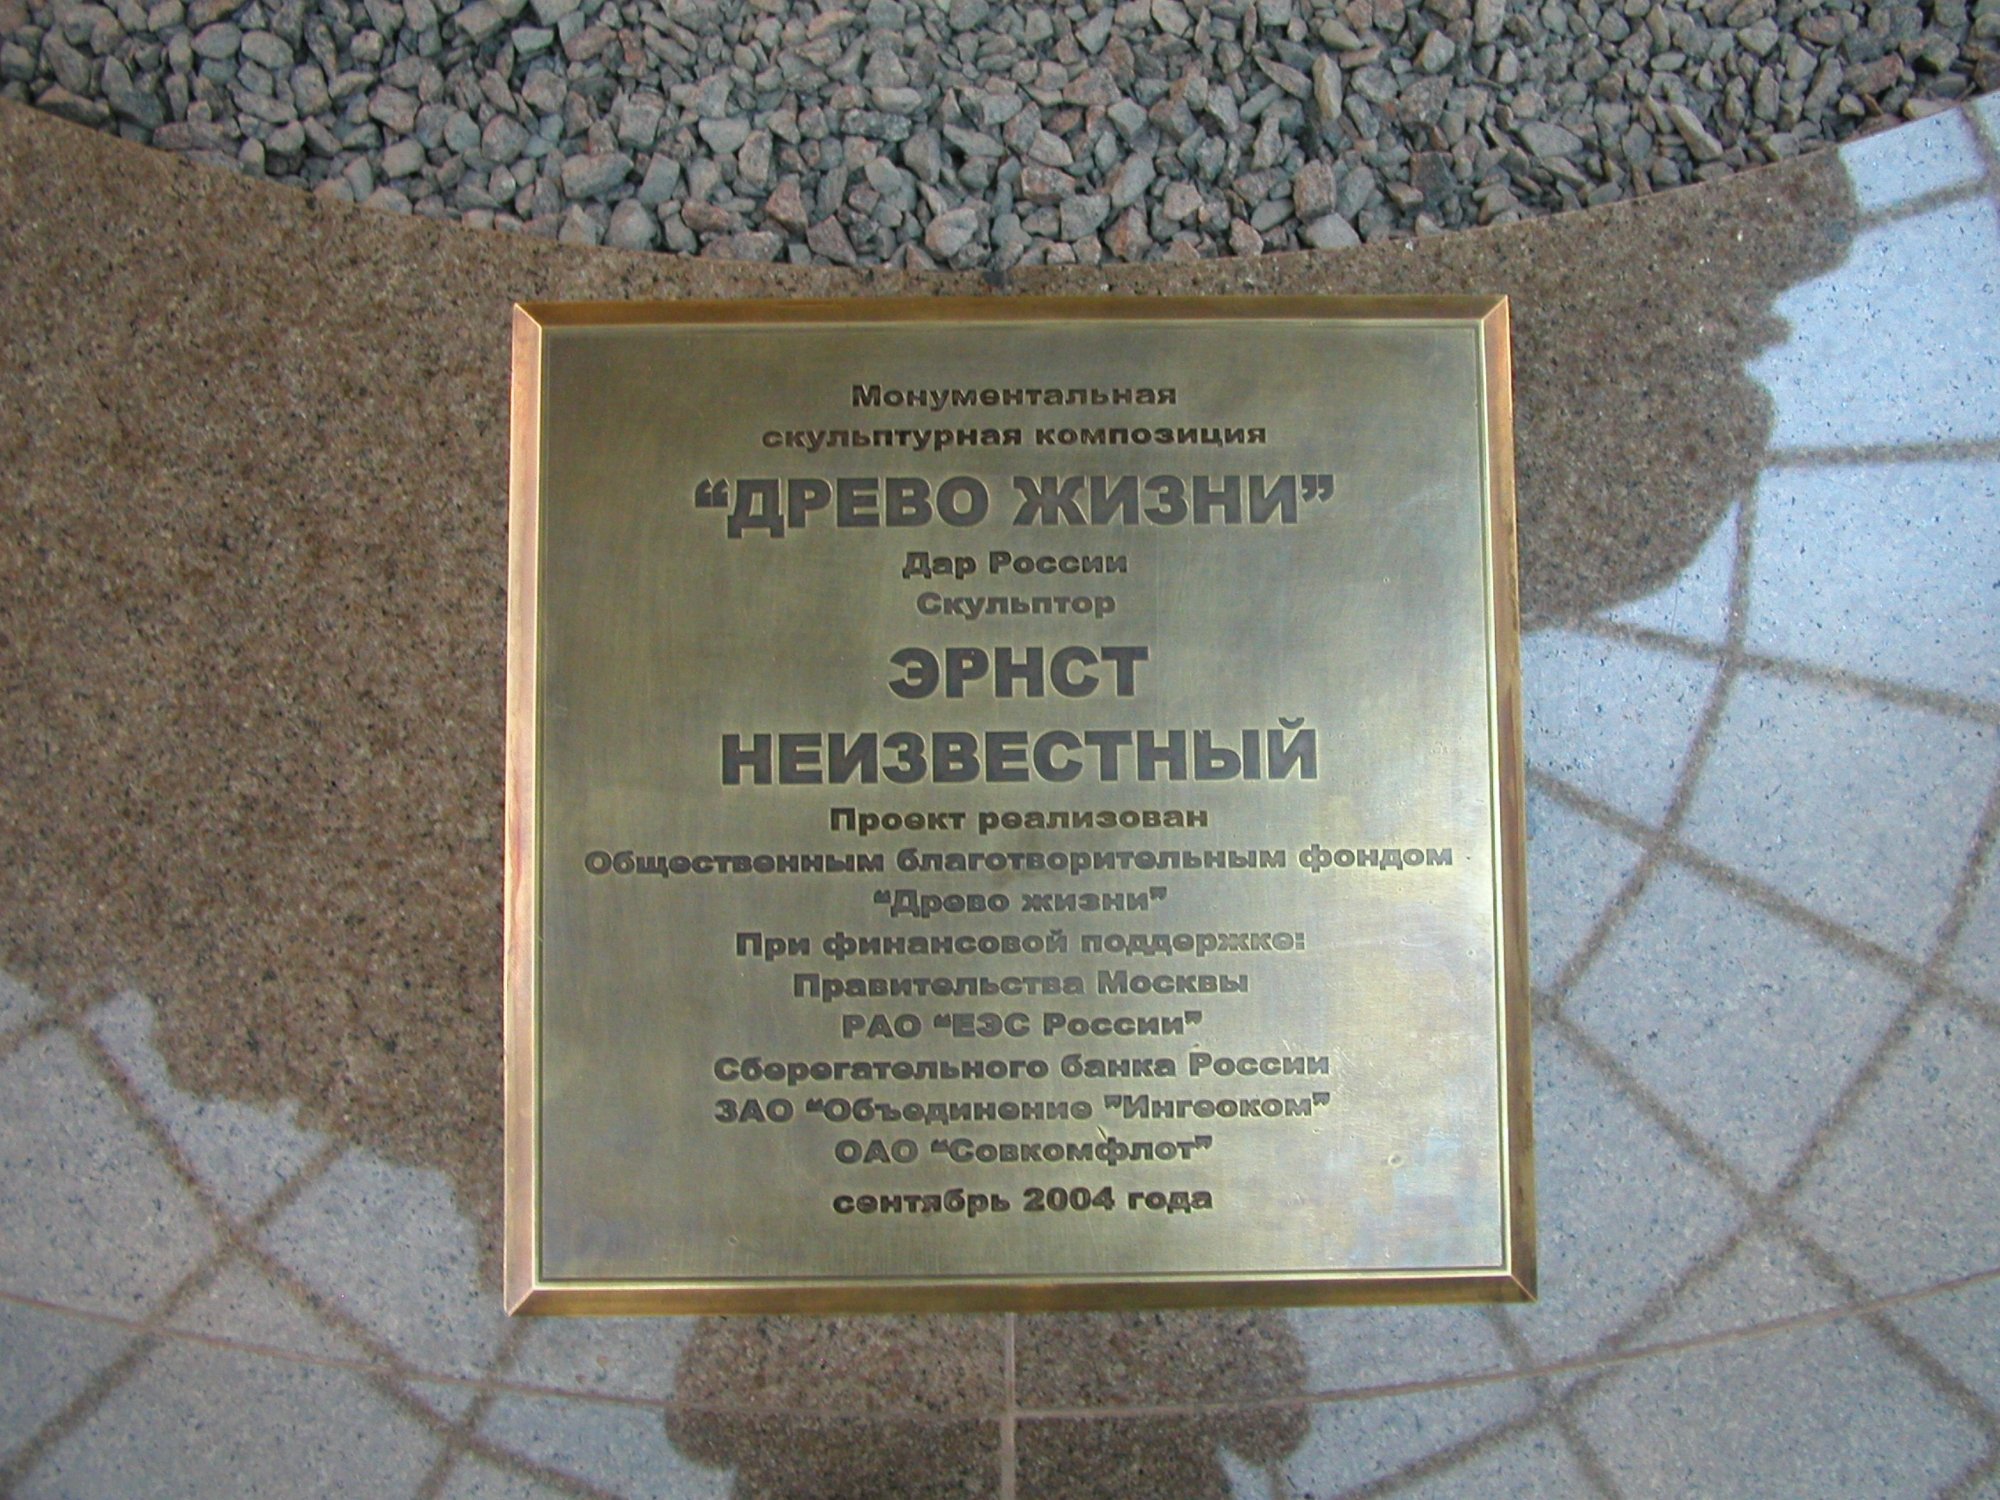 Монументальная
скульптурная композиция
“ДРЕВО ЖИЗНИ”
Дар России
Скульптор
ЭРНСТ
НЕИЗВЕСТНЫЙ
Проект реализован
Общественным благотворительным фондом
“Древо жизни”
При финансовой поддержке:
Правительства Москвы
РАО “ЕЭС России”
Сберегательного банка России
ЗАО “Объединение ”Ингеоком”
ОАО “Совкомфлот”
сентябрь 2004 года